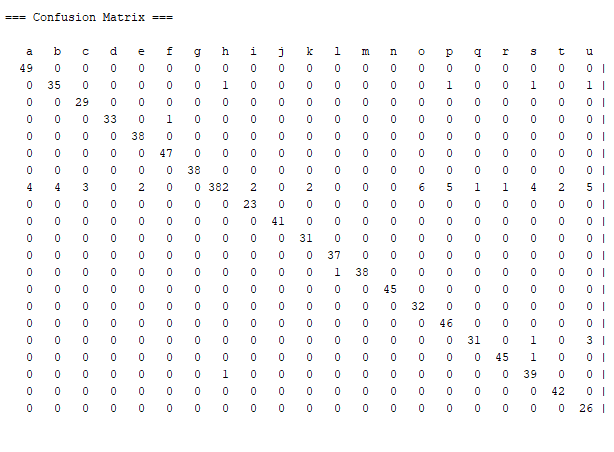 === Confusion Matrix ===
a b c d e f g h i j k l m n o p q r s t u
49 0 0 0 0 0 0 0 0 0 0 0 0 0 0 0 0 0 0 0 0 |
0 35 0 0 0 0 0 1 0 0 0 0 0 0 0 1 0 0 1 0 1 |
0 0 29 0 0 0 0 0 0 0 0 0 0 0 0 0 0 0 0 0 0 |
0 0 0 33 0 1 0 0 0 0 0 0 0 0 0 0 0 0 0 0 0 |
0 0 0 0 38 0 0 0 0 0 0 0 0 0 0 0 0 0 0 0 0 |
0 0 0 0 0 47 0 0 0 0 0 0 0 0 0 0 0 0 0 0 0 |
0 0 0 0 0 0 38 0 0 0 0 0 0 0 0 0 0 0 0 0 0 |
4 4 3 0 2 0 0 382 2 0 2 0 0 0 6 5 1 1 4 2 5 |
0 0 0 0 0 0 0 0 23 0 0 0 0 0 0 0 0 0 0 0 0 |
0 0 0 0 0 0 0 0 0 41 0 0 0 0 0 0 0 0 0 0 0 |
0 0 0 0 0 0 0 0 0 0 31 0 0 0 0 0 0 0 0 0 0 |
0 0 0 0 0 0 0 0 0 0 0 37 0 0 0 0 0 0 0 0 0 |
0 0 0 0 0 0 0 0 0 0 0 1 38 0 0 0 0 0 0 0 0 |
0 0 0 0 0 0 0 0 0 0 0 0 0 45 0 0 0 0 0 0 0 |
0 0 0 0 0 0 0 0 0 0 0 0 0 0 32 0 0 0 0 0 0 |
0 0 0 0 0 0 0 0 0 0 0 0 0 0 0 46 0 0 0 0 0 |
0 0 0 0 0 0 0 0 0 0 0 0 0 0 0 0 31 0 1 0 3 |
0 0 0 0 0 0 0 0 0 0 0 0 0 0 0 0 0 45 1 0 0 |
0 0 0 0 0 0 0 1 0 0 0 0 0 0 0 0 0 0 39 0 0 |
0 0 0 0 0 0 0 0 0 0 0 0 0 0 0 0 0 0 0 42 0 |
0 0 0 0 0 0 0 0 0 0 0 0 0 0 0 0 0 0 0 0 26 |